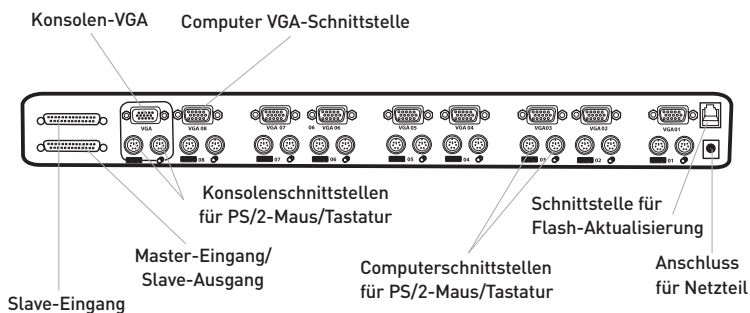 Konsolen-VGA
Computer VGA-Schnittstelle
VGA
VGA 08
VGA 07
06 VGA 06
VGA 05
VGA 04
VGA03
VGA 02
VGA 01
08
07
06
05
04
03
02
01
Konsolenschnittstellen
für PS/2-Maus/Tastatur
Schnittstelle für
Flash-Aktualisierung
Master-Eingang/
Slave-Ausgang
Computerschnittstellen
für PS/2-Maus/Tastatur
Anschluss
für Netzteil
Slave-Eingang